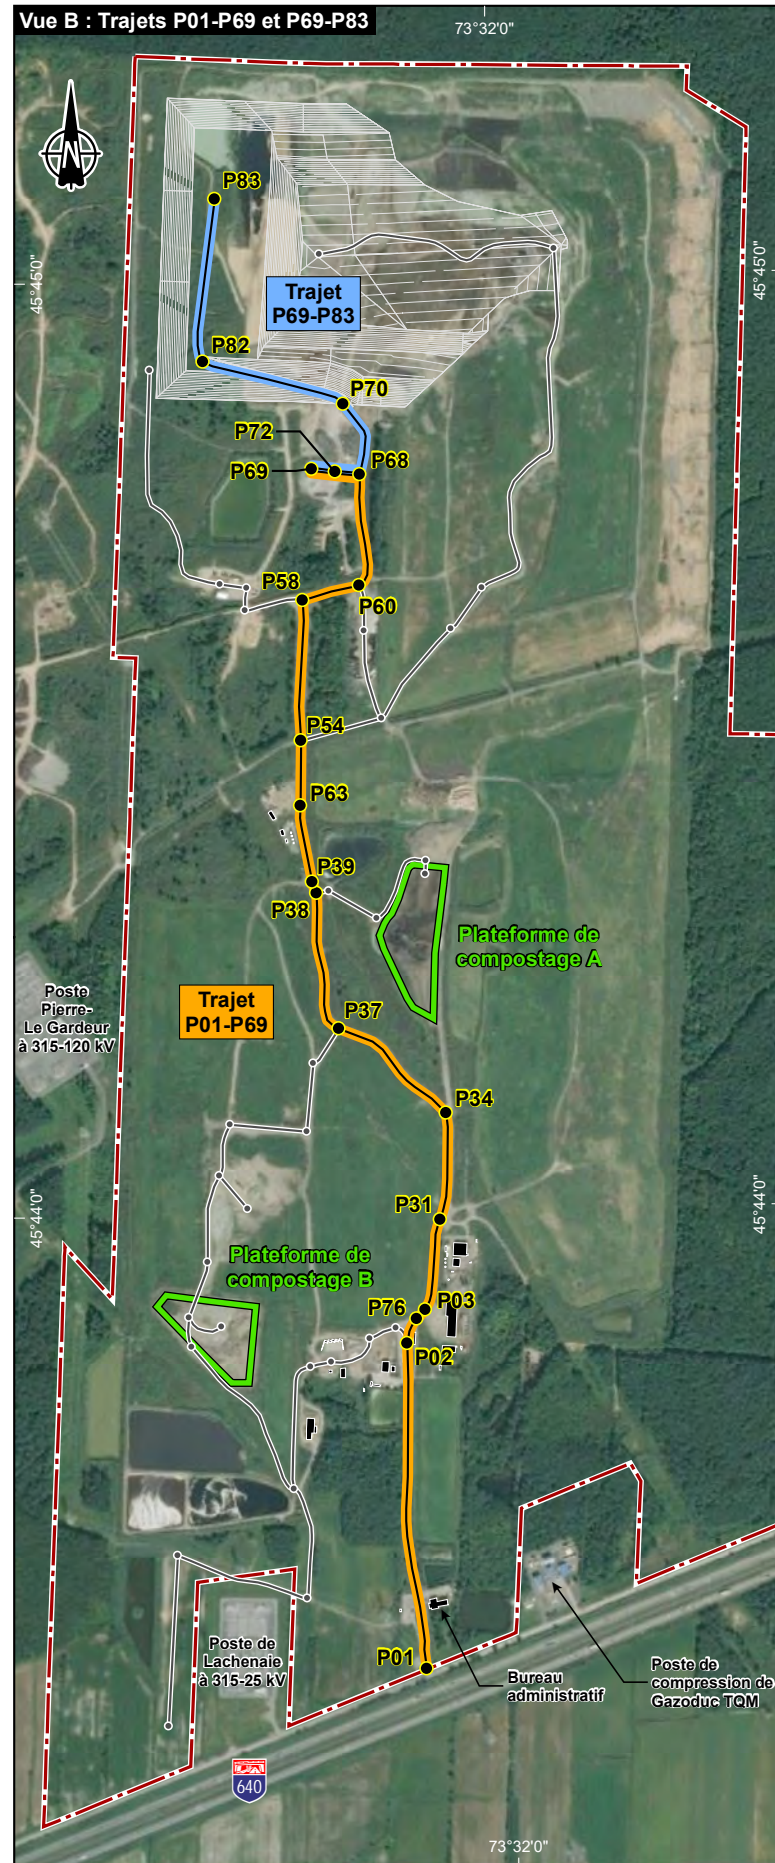 Vue B : Trajets P01-P69 et P69-P83
73°32'0"
N
P83
45°45'0"
45°45'0"
Trajet
P69-P83
P82
P70
P72
P69
P68
P58
P60
P54
P63
P39
P38
Plateforme de
compostage A
Poste
Pierre-
Le Gardeur
à 315-120 kV
Trajet
P01-P69
P37
P34
P31
45°44'0"
45°44'0"
Plateforme de
compostage B
P76
P03
P02
Poste de
Lachenaie
à 315-25 kV
P01
Bureau
administratif
Poste de
compression de
Gazoduc TQM
640
73°32'0"